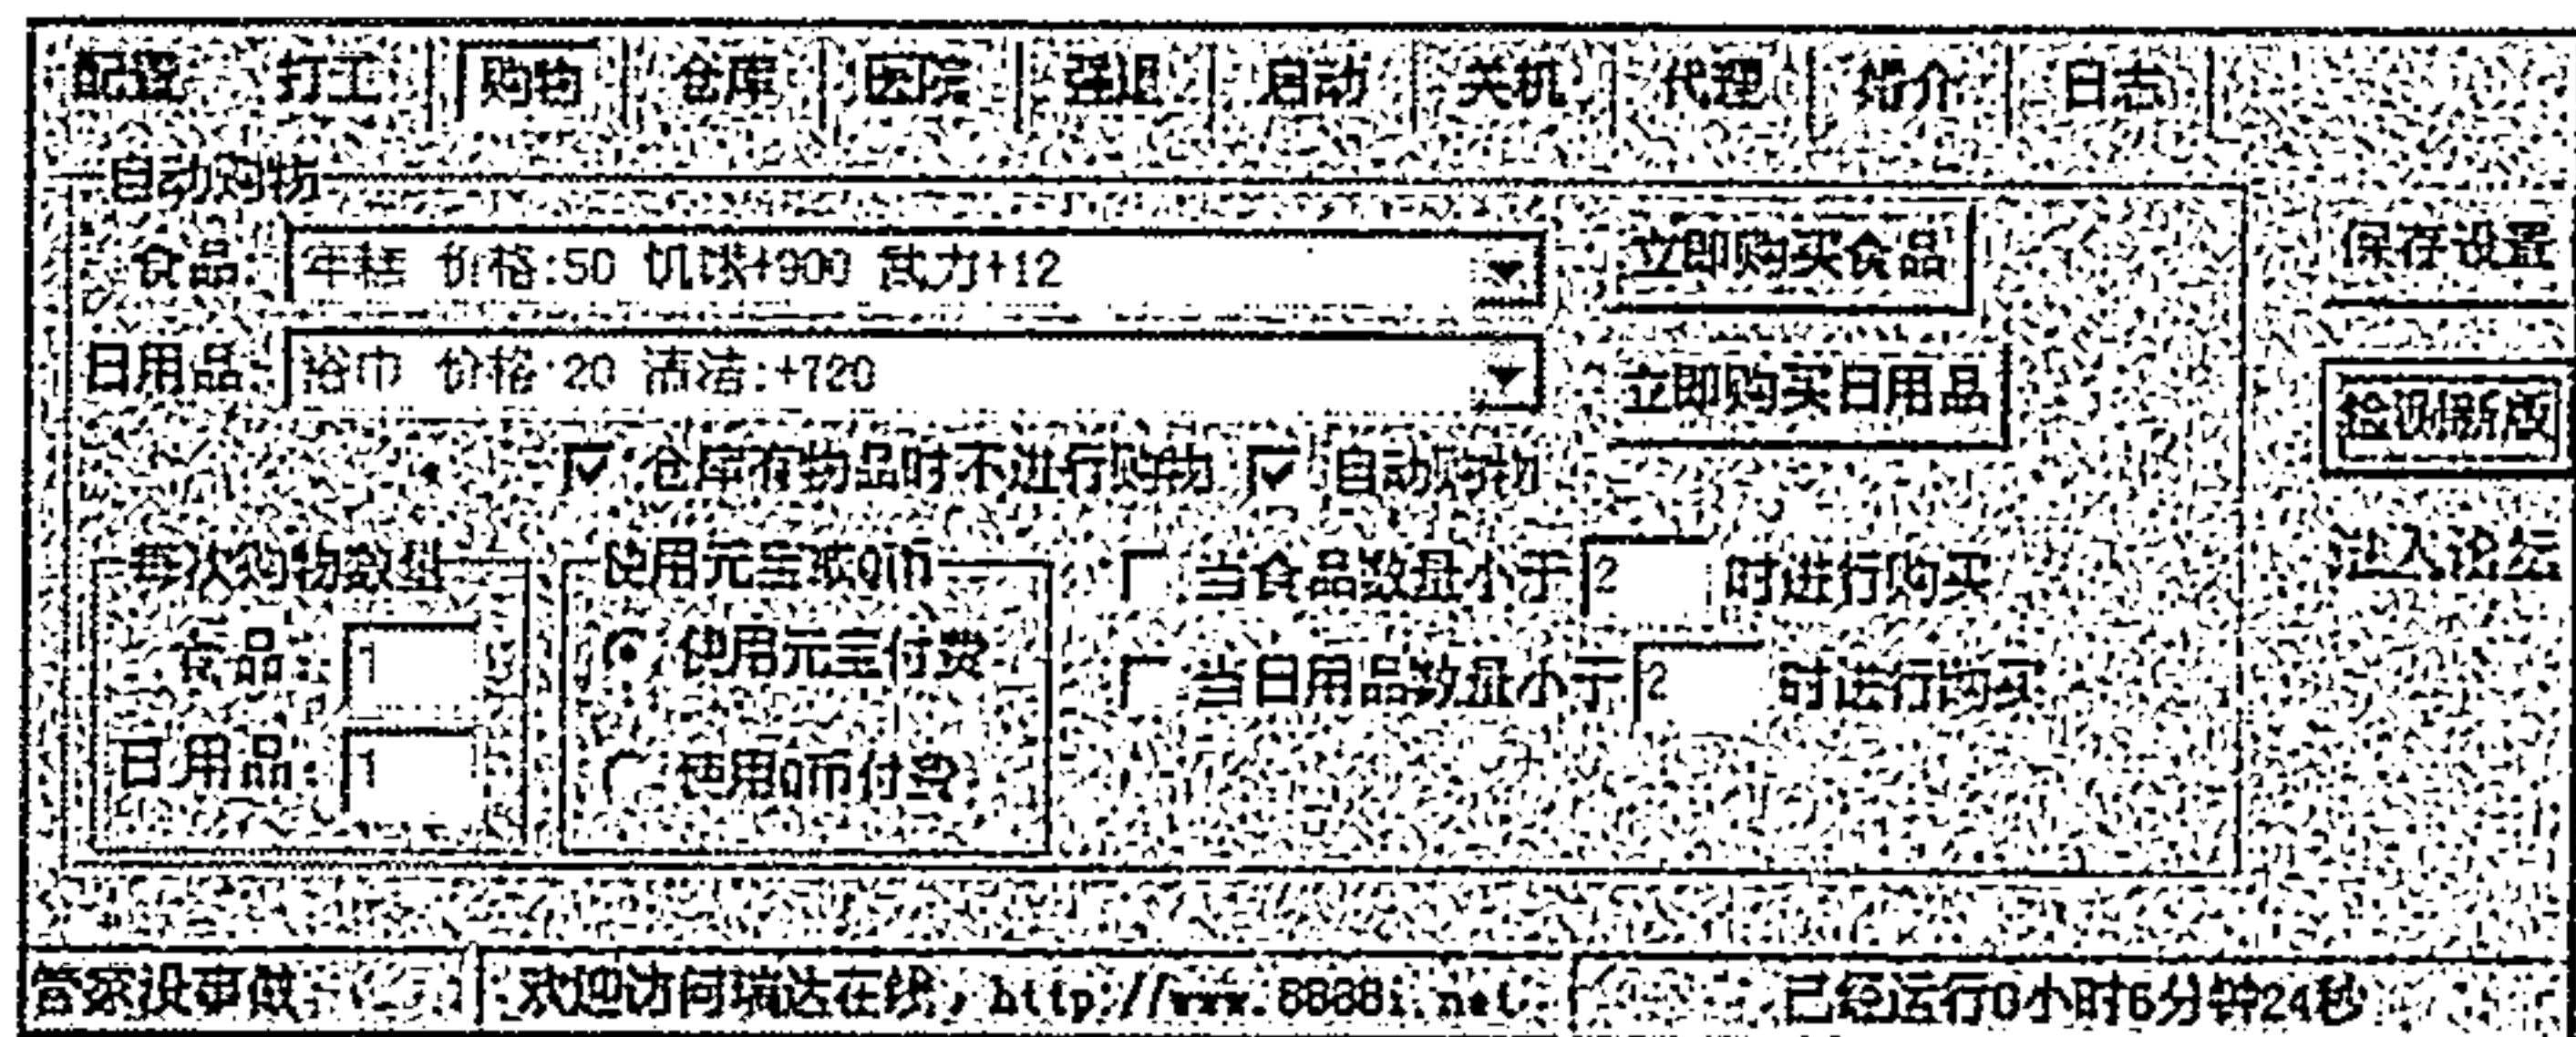 配置 打工 购物 仓库 医院 强退 启动 关机 代理 婚介 日志
自动购物
食品: 年糕 价格:50 饥饿+900 武力+12 立即购买食品 保存设置
日用品: 浴巾 价格:20 清洁:+720 立即购买日用品 检测新版
仓库有物品时不进行购物 自动购物
进入论坛
每次购物数量 使用元宝或Q币 当食品数量小于 2 时进行购买
食品: 1 使用元宝付费 当日用品数量小于 2 时进行购买
日用品: 1 使用Q币付费
管家没事做 欢迎访问瑞达在线,http://www.8888i.net 已经运行0小时6分钟24秒